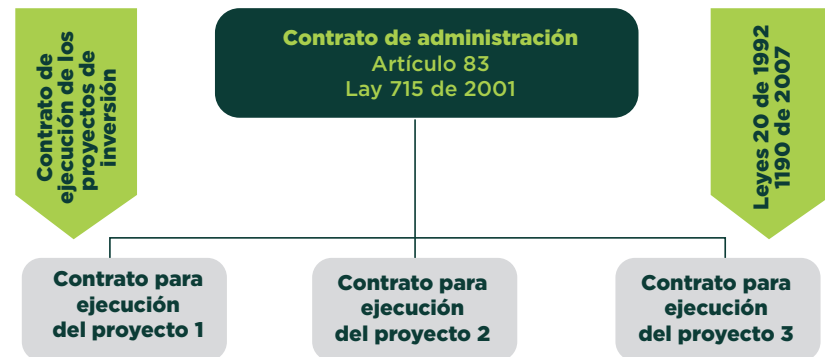 Contrato de
ejecución de los
proyectos de
inversión
Contrato de administración
Artículo 83
Lay 715 de 2001
Leyes 20 de 1992
1190 de 2007
Contrato para
ejecución
del proyecto 1
Contrato para
ejecución
del proyecto 2
Contrato para
ejecución
del proyecto 3